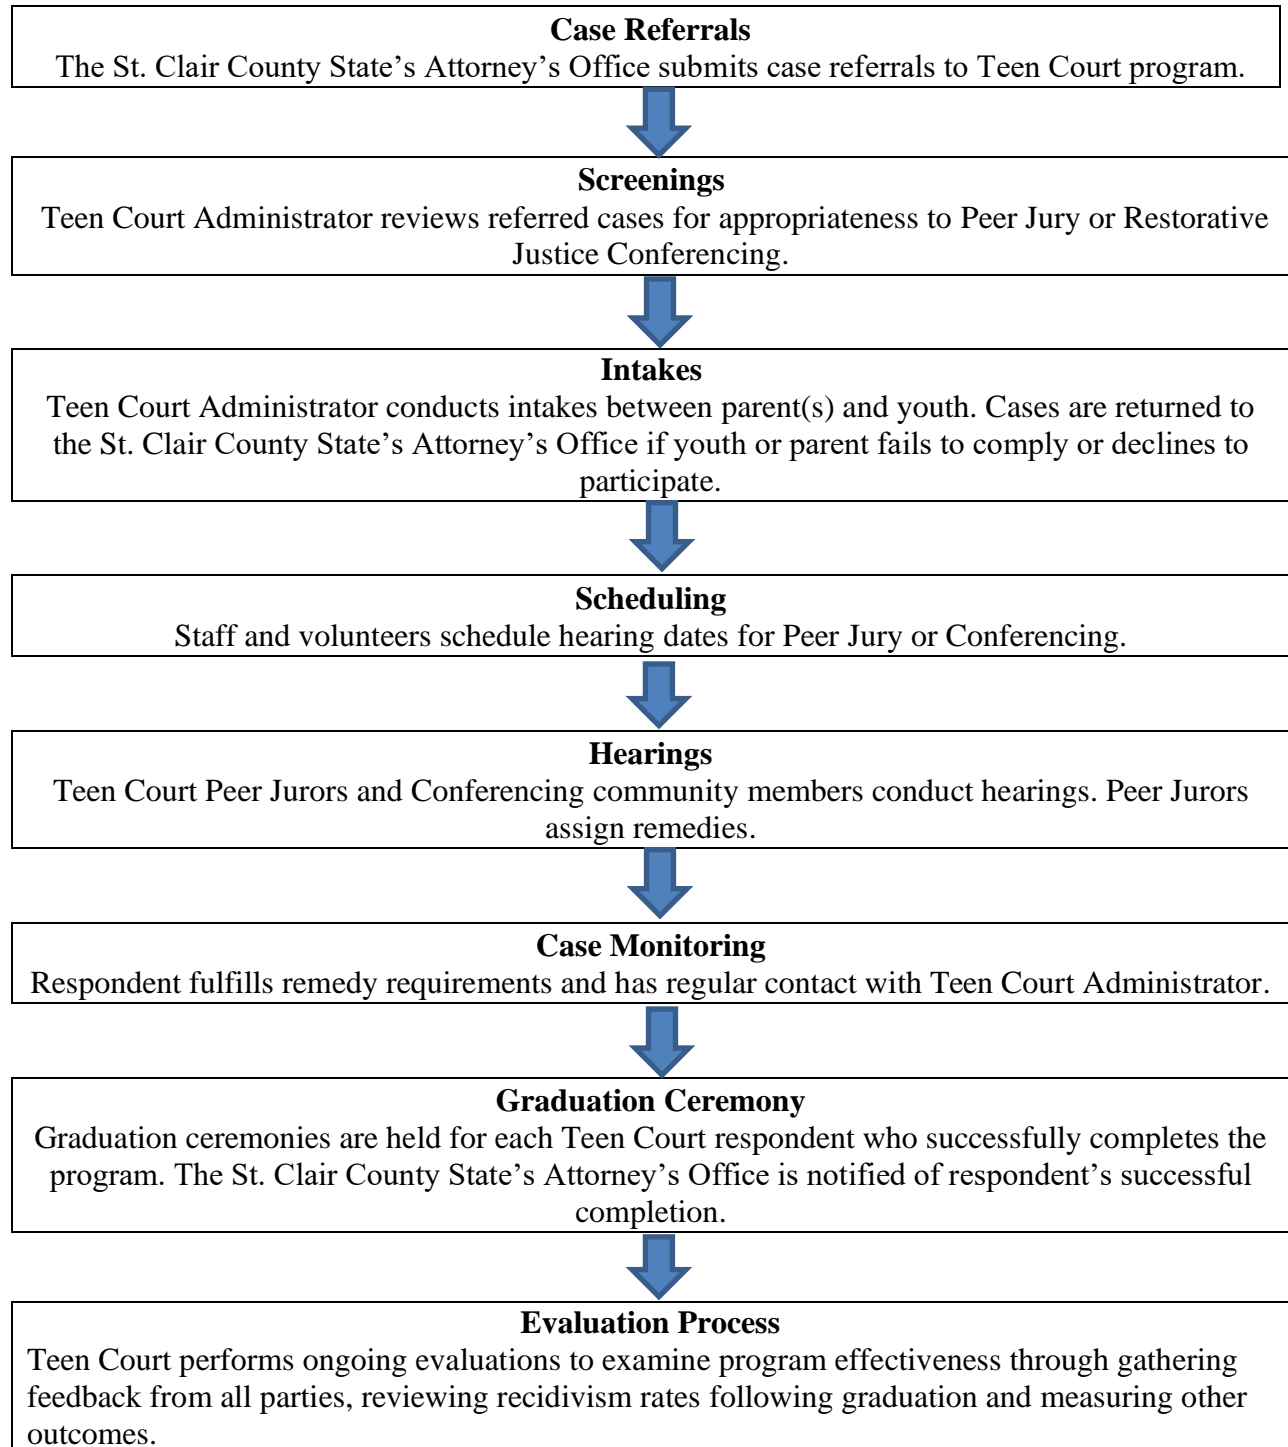 Case Referrals
The St. Clair County State’s Attorney’s Office submits case referrals to Teen Court program.
Screenings
Teen Court Administrator reviews referred cases for appropriateness to Peer Jury or Restorative
Justice Conferencing.
Intakes
Teen Court Administrator conducts intakes between parent(s) and youth. Cases are returned to
the St. Clair County State’s Attorney’s Office if youth or parent fails to comply or declines to
participate.
Scheduling
Staff and volunteers schedule hearing dates for Peer Jury or Conferencing.
Hearings
Teen Court Peer Jurors and Conferencing community members conduct hearings. Peer Jurors
assign remedies.
Case Monitoring
Respondent fulfills remedy requirements and has regular contact with Teen Court Administrator.
Graduation Ceremony
Graduation ceremonies are held for each Teen Court respondent who successfully completes the
program. The St. Clair County State’s Attorney’s Office is notified of respondent’s successful
completion.
Evaluation Process
Teen Court performs ongoing evaluations to examine program effectiveness through gathering
feedback from all parties, reviewing recidivism rates following graduation and measuring other
outcomes.